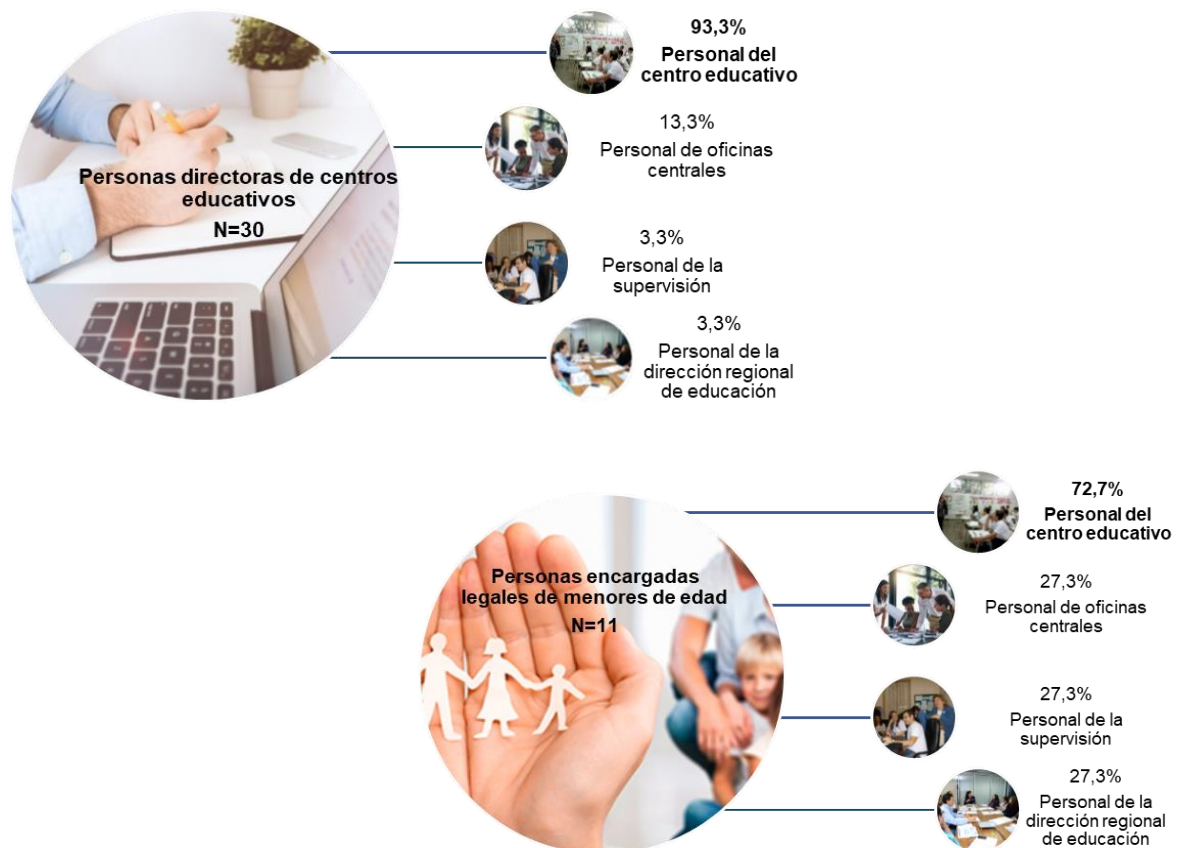 93,3%
Personal del
centro educativo
Personas directoras de centros
educativos
N=30
13,3%
Personal de oficinas
centrales
3,3%
Personal de la
supervisión
3,3%
Personal de la
dirección regional
de educación
Personas encargadas
legales de menores de edad
N=11
72,7%
Personal del
centro educativo
27,3%
Personal de oficinas
centrales
27,3%
Personal de la
supervisión
27,3%
Personal de la
dirección regional
de educación